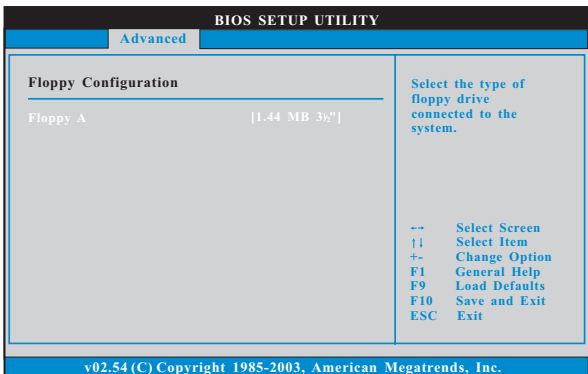 BIOS SETUP UTILITY
Advanced
Floppy Configuration
Floppy A [1.44 MB 3½"]
Select the type of
floppy drive
connected to the
system.
←→ Select Screen
↑↓ Select Item
+- Change Option
F1 General Help
F9 Load Defaults
F10 Save and Exit
ESC Exit
v02.54 (C) Copyright 1985-2003, American Megatrends, Inc.